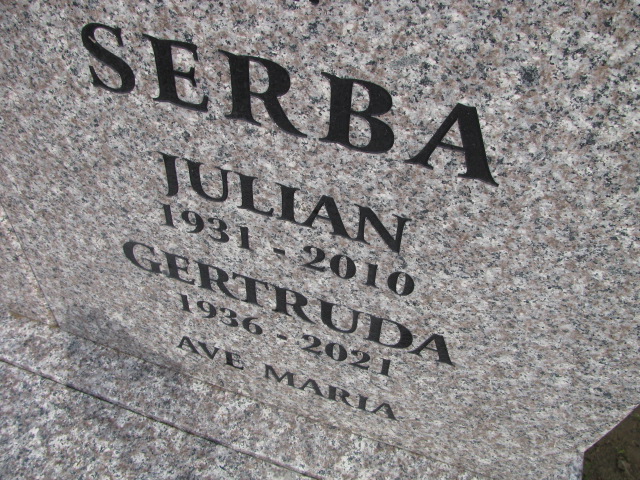 SERBA
JULIAN
1931 - 2010
GERTRUDA
1936 - 2021
AVE MARIA